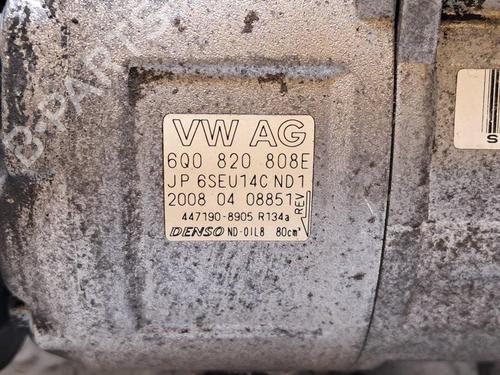 VW AG
6Q0 820 808E
JP 6SEU14C ND1
2008 04 08851
REV
447190-8905 R134a
DENSO ND-OIL8 80cm³
B-PARTS
S